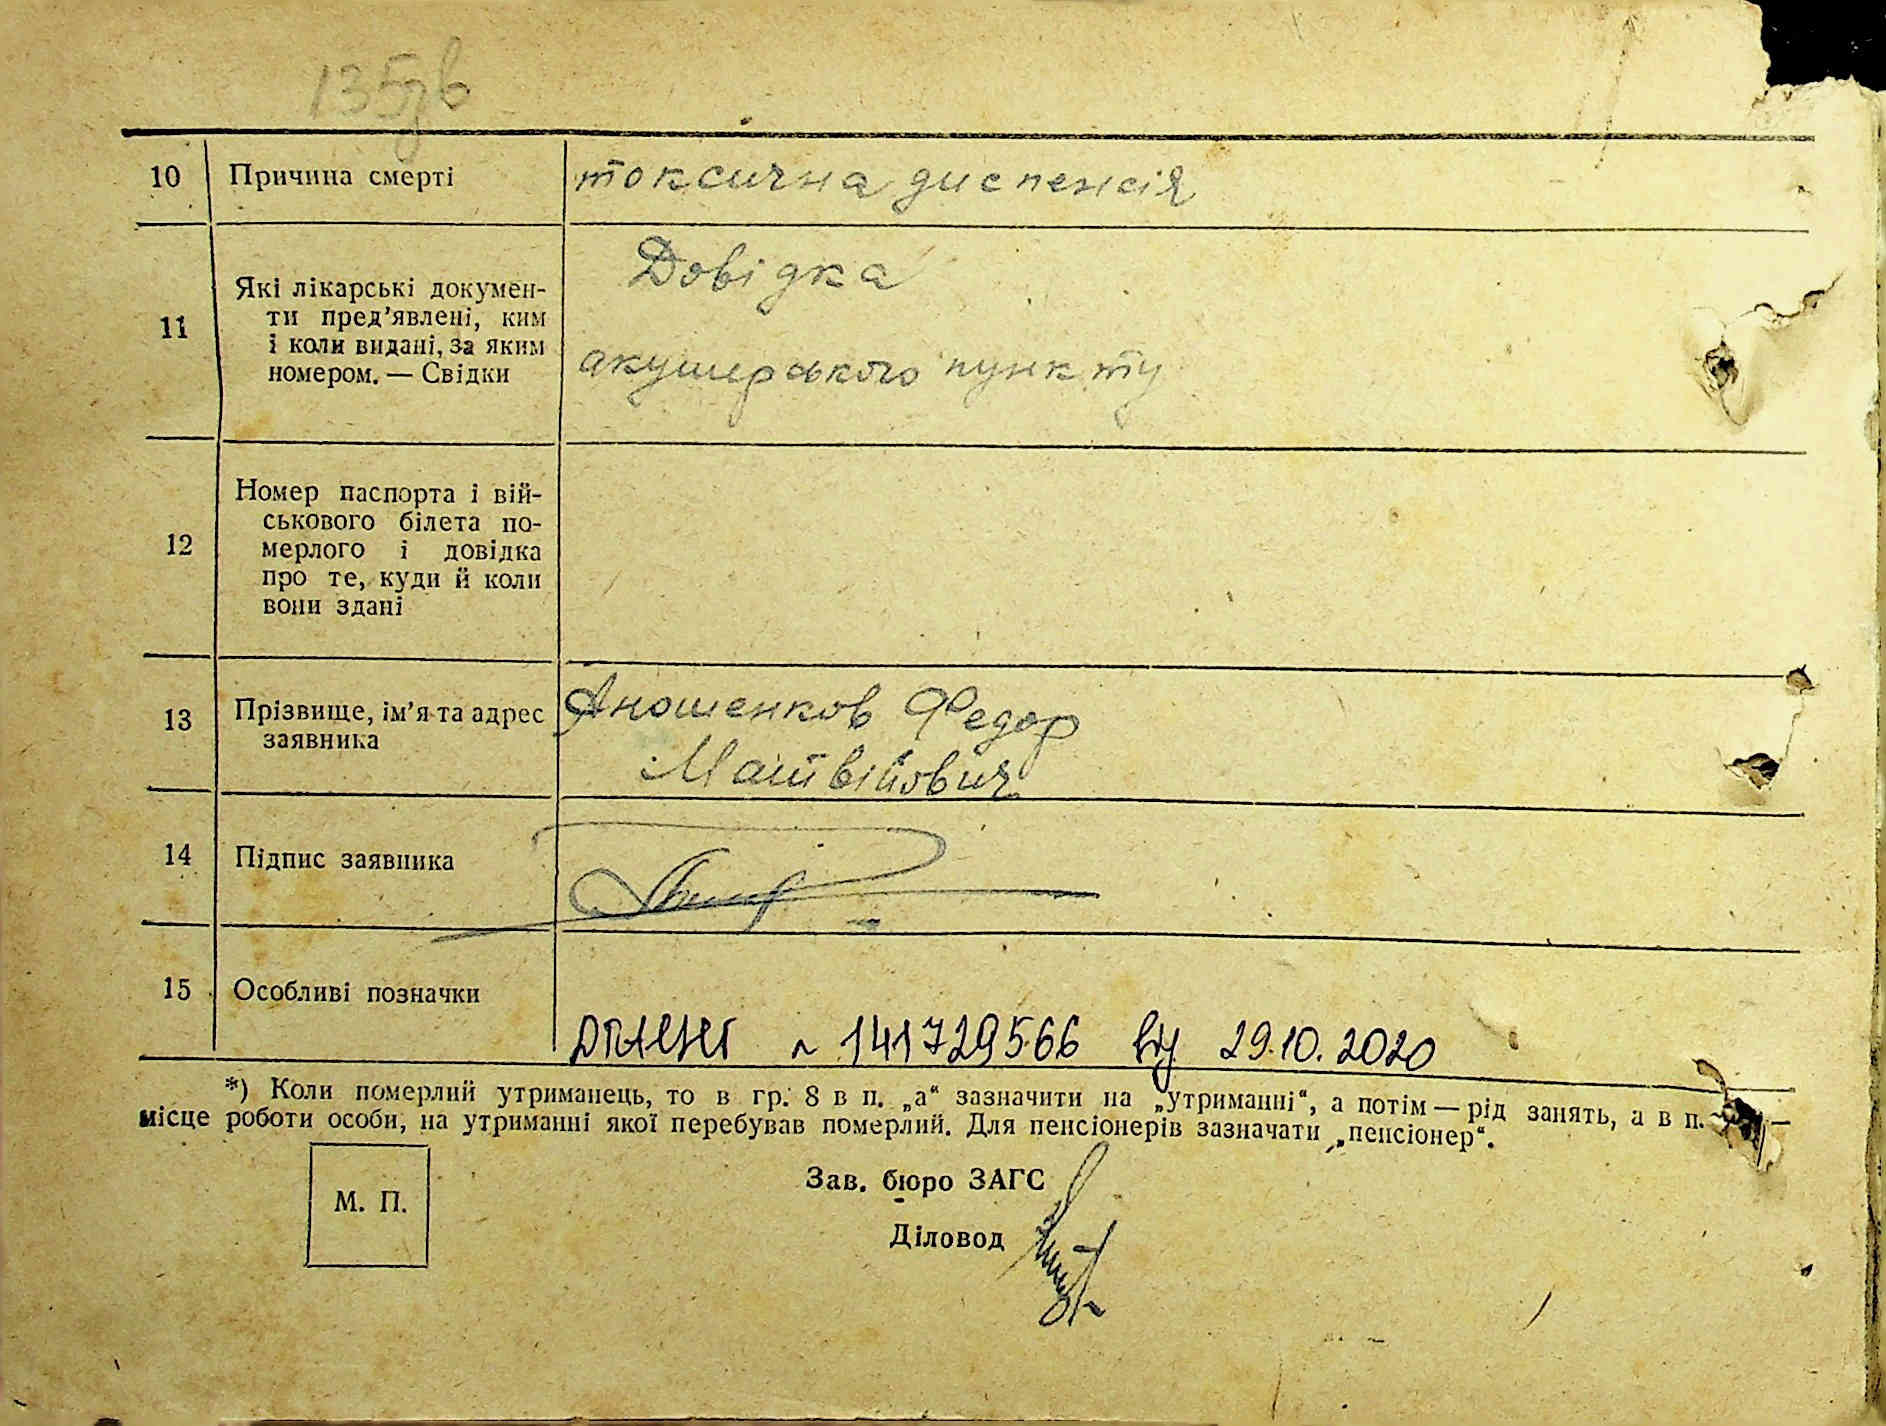 135зв
10 Причина смерті токсична диспенсія
11 Які лікарські докумен-
ти пред’явлені, ким
і коли видані, за яким
номером. — Свідки
Довідка
акушерського пункту
12 Номер паспорта і вій-
ськового білета по-
мерлого і довідка
про те, куди й коли
вони здані
13 Прізвище, ім’я та адрес
заявника
Аношенков Федор
Матвійович
14 Підпис заявника
15 Особливі позначки
ДРАЦСГ № 141729566 від 29.10.2020
*) Коли померлий утриманець, то в гр. 8 в п. „а“ зазначити на „утриманні“, а потім — рід занять, а в п. —
місце роботи особи, на утриманні якої перебував померлий. Для пенсіонерів зазначати „пенсіонер“.
М. П.
Зав. бюро ЗАГС
Діловод